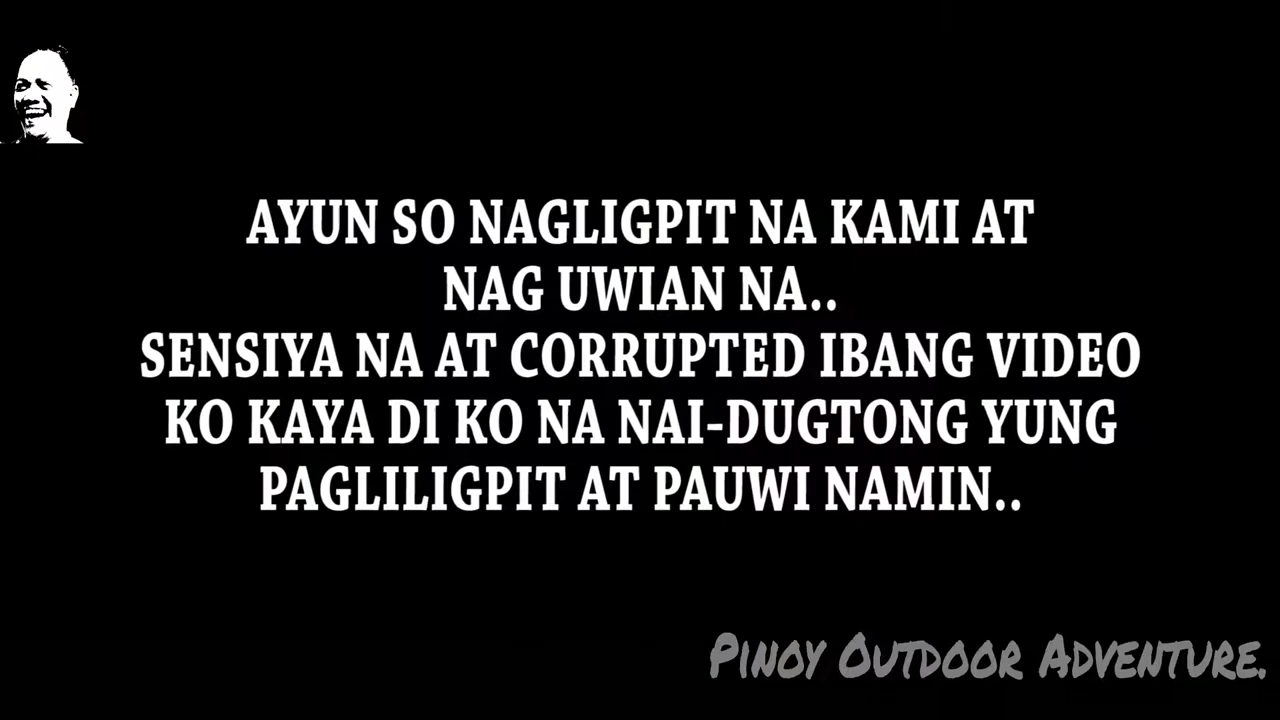 AYUN SO NAGLIGPIT NA KAMI AT
NAG UWIAN NA..
SENSIYA NA AT CORRUPTED IBANG VIDEO
KO KAYA DI KO NA NAI-DUGTONG YUNG
PAGLILIGPIT AT PAUWI NAMIN..
PINOY OUTDOOR ADVENTURE.